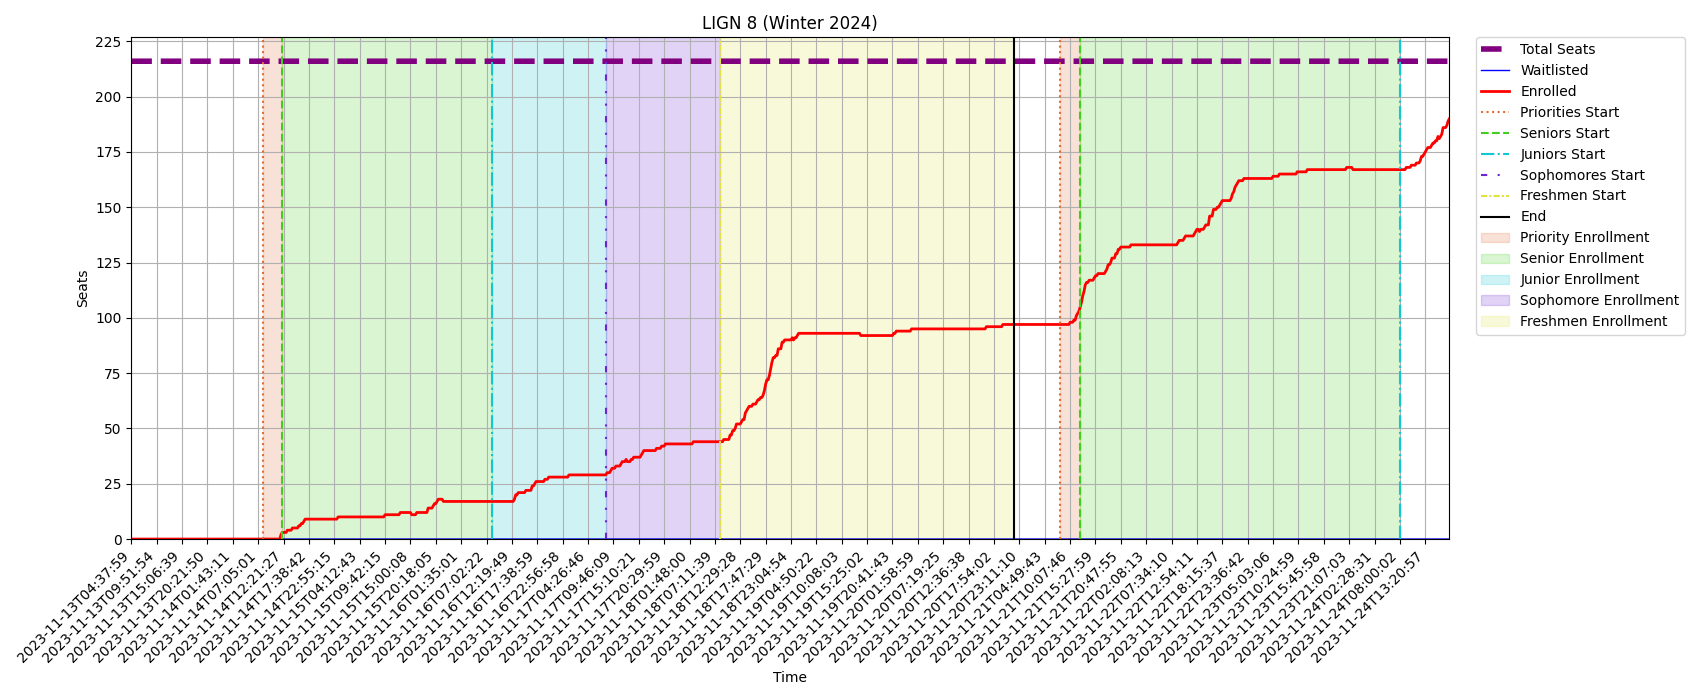 LIGN 8 (Winter 2024)
Seats
225
200
175
150
125
100
75
50
25
0
2023-11-13T04:37:59
2023-11-13T09:51:54
2023-11-13T15:06:39
2023-11-13T20:21:50
2023-11-14T01:43:11
2023-11-14T07:05:01
2023-11-14T12:21:27
2023-11-14T17:38:42
2023-11-14T22:55:15
2023-11-15T04:12:43
2023-11-15T09:42:15
2023-11-15T15:00:08
2023-11-15T20:18:05
2023-11-16T01:35:01
2023-11-16T07:02:22
2023-11-16T12:19:49
2023-11-16T17:38:59
2023-11-16T22:56:58
2023-11-17T04:26:46
2023-11-17T09:46:09
2023-11-17T15:10:21
2023-11-17T20:29:59
2023-11-18T01:48:00
2023-11-18T07:11:39
2023-11-18T12:29:28
2023-11-18T17:47:29
2023-11-18T23:04:54
2023-11-19T04:50:22
2023-11-19T10:08:03
2023-11-19T15:25:02
2023-11-19T20:41:43
2023-11-20T01:58:59
2023-11-20T07:19:25
2023-11-20T12:36:38
2023-11-20T17:54:02
2023-11-20T23:11:10
2023-11-21T04:49:43
2023-11-21T10:07:46
2023-11-21T15:27:59
2023-11-21T20:47:55
2023-11-22T02:08:13
2023-11-22T07:34:10
2023-11-22T12:54:11
2023-11-22T18:15:37
2023-11-22T23:36:42
2023-11-23T05:03:06
2023-11-23T10:24:59
2023-11-23T15:45:58
2023-11-23T21:07:03
2023-11-24T02:28:31
2023-11-24T08:00:02
2023-11-24T13:20:57
Time
Total Seats
Waitlisted
Enrolled
Priorities Start
Seniors Start
Juniors Start
Sophomores Start
Freshmen Start
End
Priority Enrollment
Senior Enrollment
Junior Enrollment
Sophomore Enrollment
Freshmen Enrollment